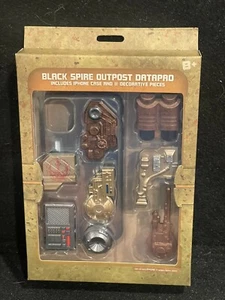 BLACK SPIRE OUTPOST DATAPAD
INCLUDES IPHONE CASE AND 11 DECORATIVE PIECES